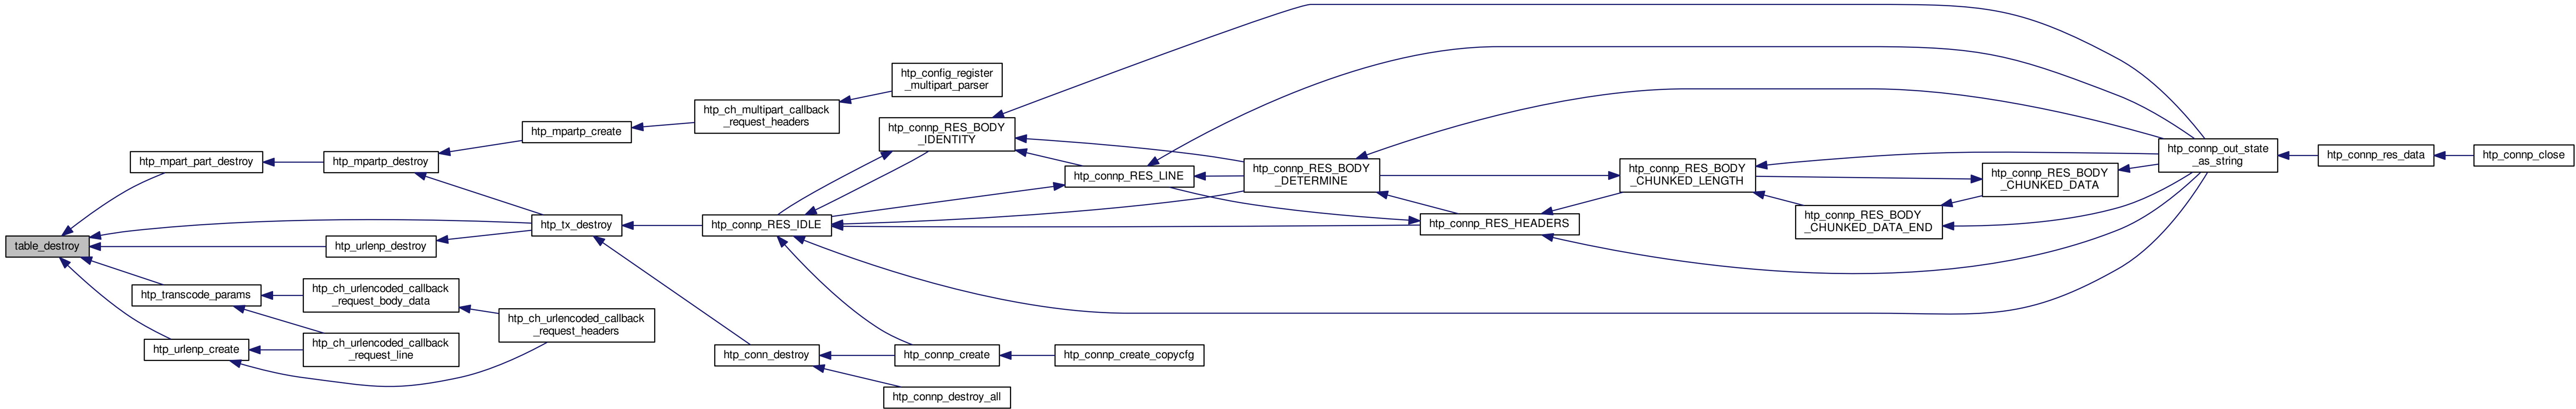 table_destroy
htp_mpart_part_destroy
htp_urlenp_destroy
htp_transcode_params
htp_urlenp_create
htp_mpartp_destroy
htp_ch_urlencoded_callback
_request_body_data
htp_ch_urlencoded_callback
_request_line
htp_mpartp_create
htp_tx_destroy
htp_ch_urlencoded_callback
_request_headers
htp_ch_multipart_callback
_request_headers
htp_connp_RES_IDLE
htp_conn_destroy
htp_config_register
_multipart_parser
htp_connp_RES_BODY
_IDENTITY
htp_connp_create
htp_connp_destroy_all
htp_connp_RES_LINE
htp_connp_create_copycfg
htp_connp_RES_BODY
_DETERMINE
htp_connp_RES_HEADERS
htp_connp_RES_BODY
_CHUNKED_LENGTH
htp_connp_RES_BODY
_CHUNKED_DATA_END
htp_connp_RES_BODY
_CHUNKED_DATA
htp_connp_out_state
_as_string
htp_connp_res_data
htp_connp_close